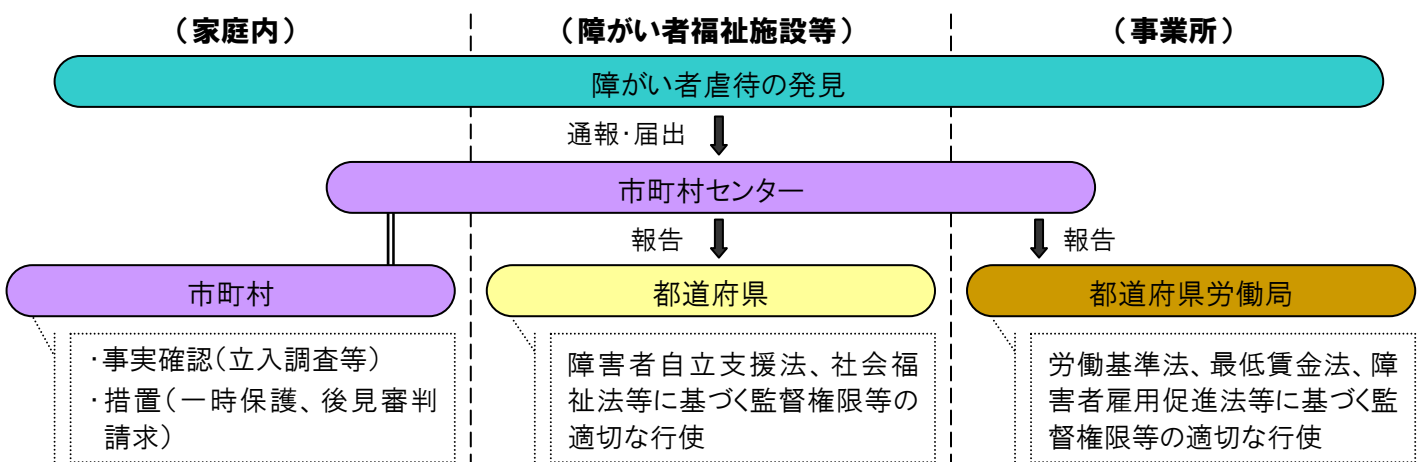 （家庭内）
（障がい者福祉施設等）
（事業所）
障がい者虐待の発見
通報・届出
市町村センター
報告
報告
市町村
都道府県
都道府県労働局
・事実確認（立入調査等）
・措置（一時保護、後見審判
請求）
障害者自立支援法、社会福
祉法等に基づく監督権限等の
適切な行使
労働基準法、最低賃金法、障
害者雇用促進法等に基づく監
督権限等の適切な行使